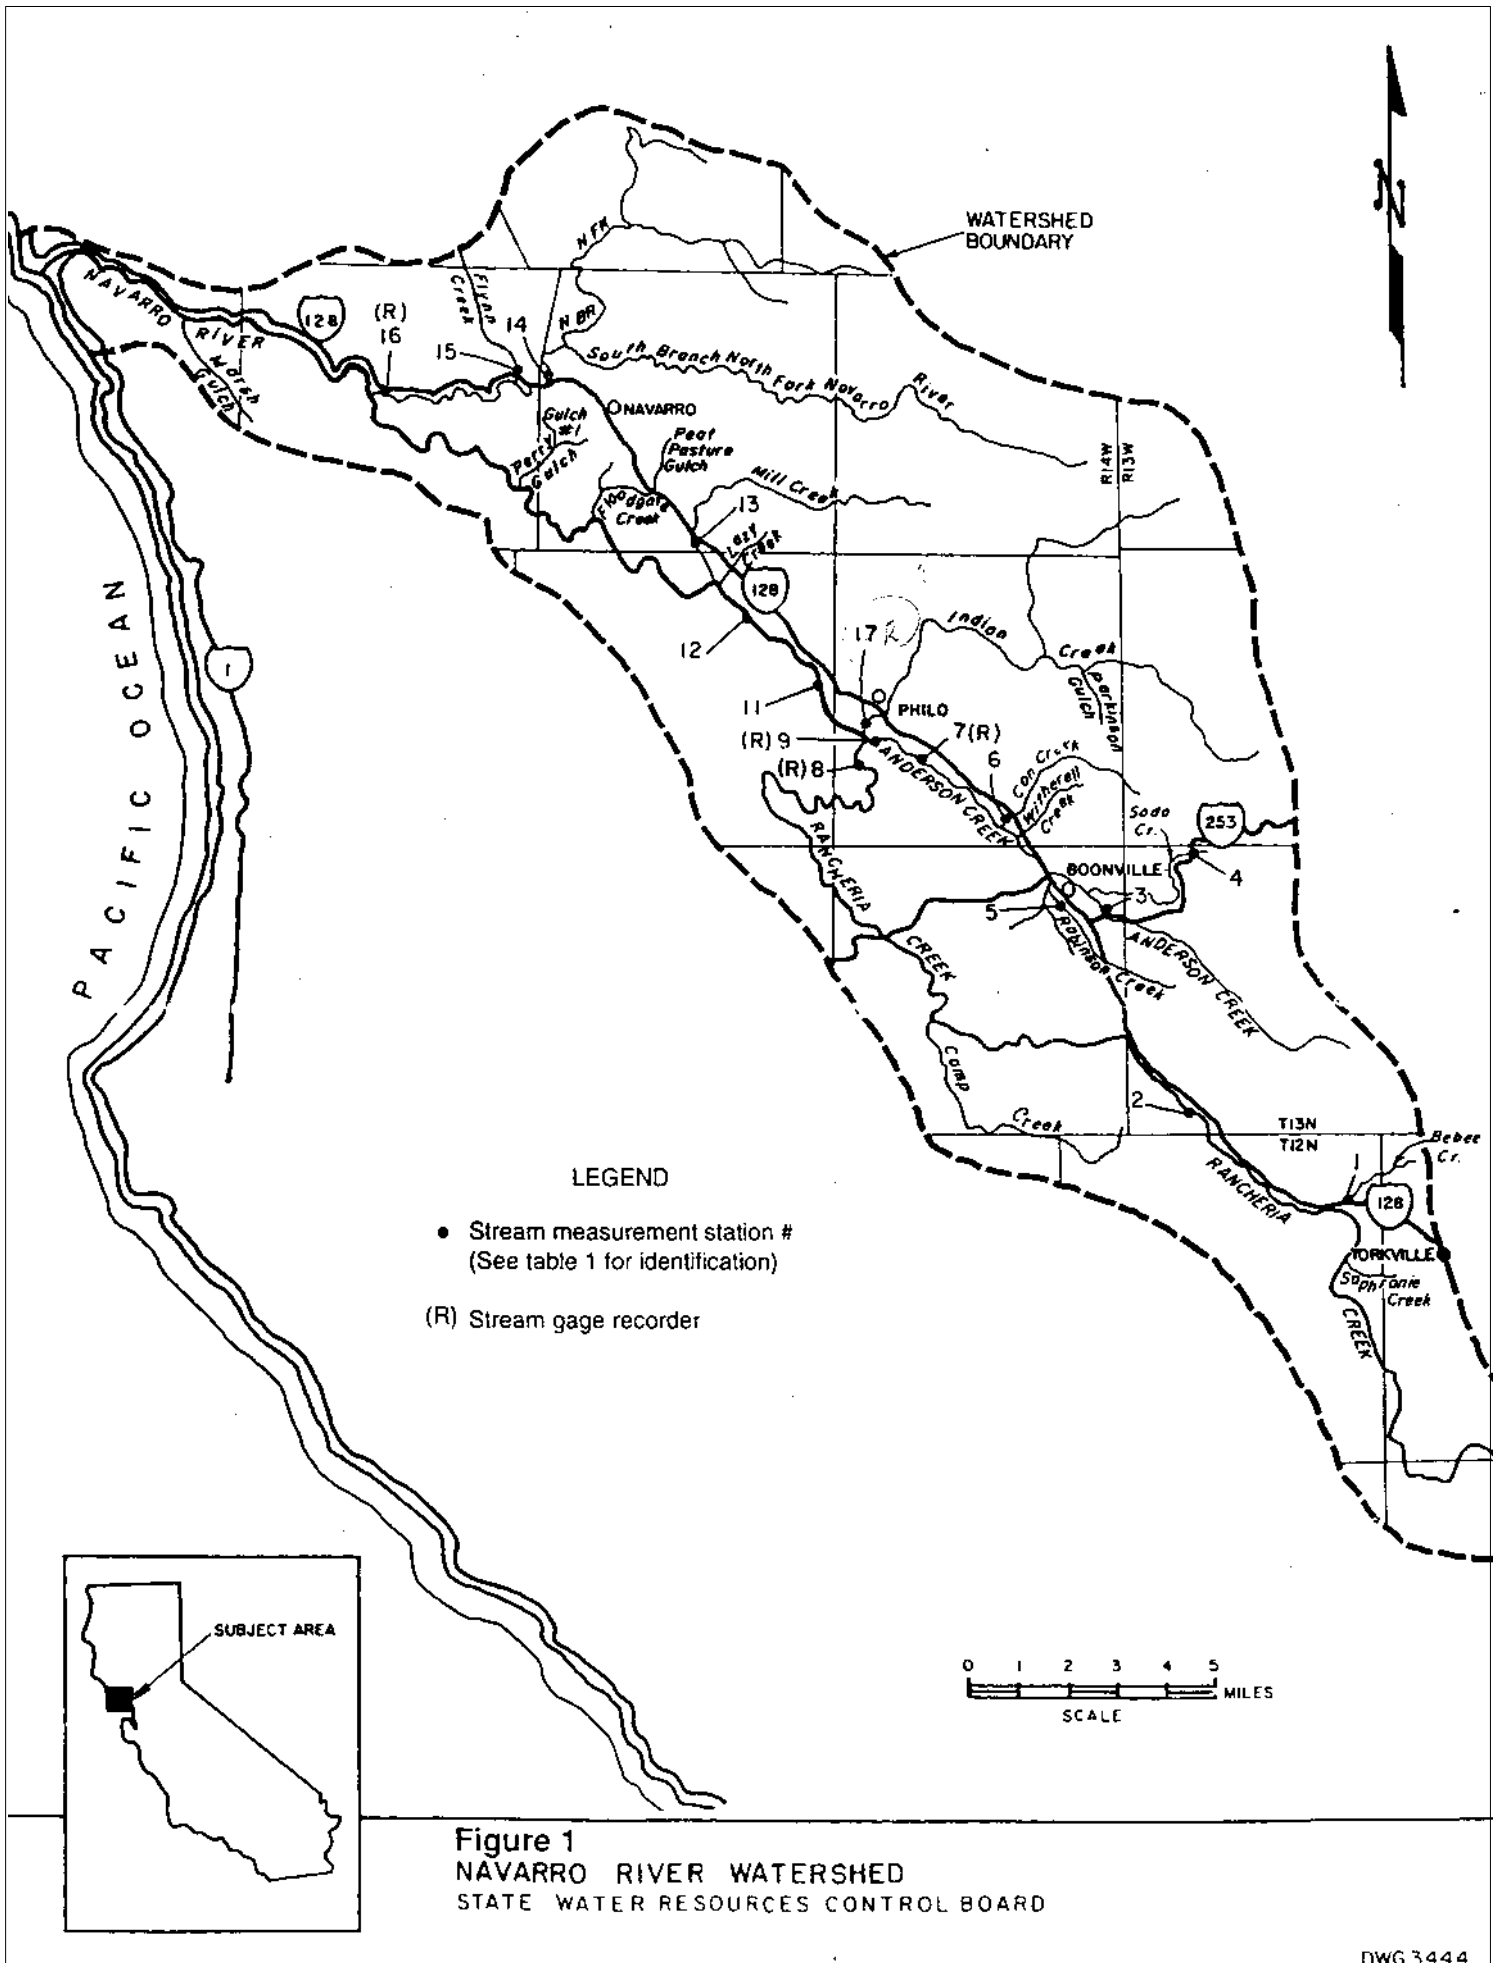 N
WATERSHED
BOUNDARY
N FK
NAVARRO
RIVER
128
(R)
16
Flynn
Creek
14
15
N BR
South Branch North
Fork Navarro
River
Marsh
Gulch
NAVARRO
Gulch
#1
Perry
Gulch
Peat
Pasture
Gulch
Mill Creek
R14W
R13W
Floodgate
Creek
13
Lazy
Creek
128
12
17 R
Indian
Creek
Parkinson
Gulch
1
PACIFIC OCEAN
11
PHILO
(R) 9
7(R)
(R) 8
6
ANDERSON CREEK
Con Creek
Witherell
Creek
Soda
Cr.
253
RANCHERIA
CREEK
BOONVILLE
4
3
5
Robinson Creek
ANDERSON CREEK
Camp
Creek
2
T13N
T12N
Bebee
Cr.
1
RANCHERIA
CREEK
128
YORKVILLE
Saphronie
Creek
LEGEND
● Stream measurement station #
(See table 1 for identification)
(R) Stream gage recorder
SUBJECT AREA
0 1 2 3 4 5
MILES
SCALE
Figure 1
NAVARRO RIVER WATERSHED
STATE WATER RESOURCES CONTROL BOARD
DWG 3444